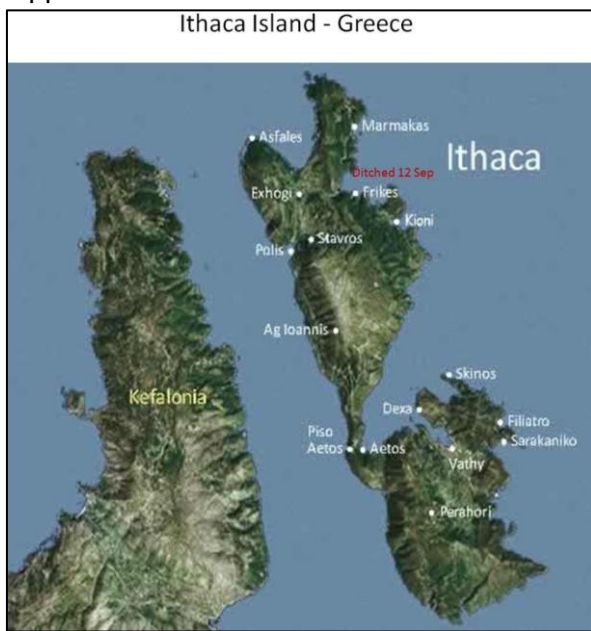 Ithaca Island - Greece
Marmakas
Asfales
Ithaca
Ditched 12 Sep
Exhogi
Frikes
Kioni
Stavros
Polis
Ag Ioannis
Skinos
Kefalonia
Dexa
Filiatro
Piso
Aetos
Aetos
Sarakaniko
Vathy
Perahori